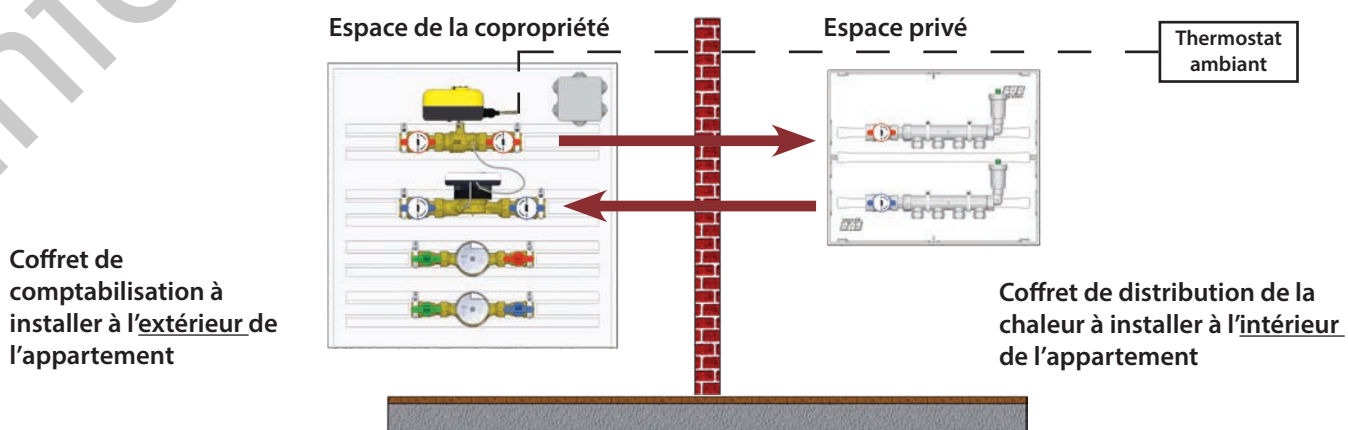 Espace de la copropriété
Espace privé
Thermostat
ambiant
Coffret de
comptabilisation à
installer à l'extérieur de
l'appartement
Coffret de distribution de la
chaleur à installer à l'intérieur
de l'appartement